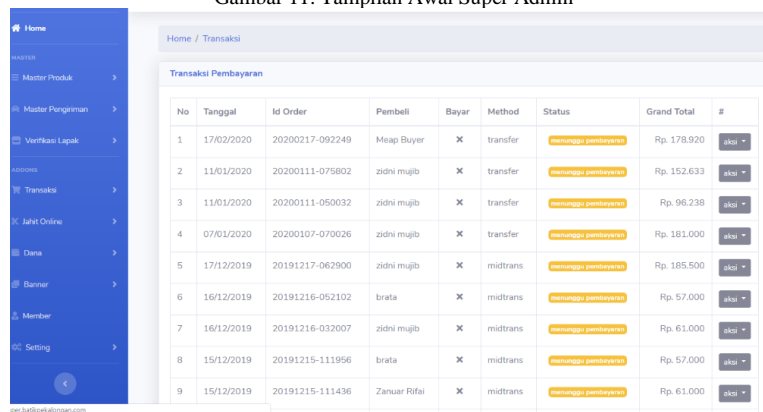 Gambar 11. Tampilan Awal Super Admin
Home
MASTER
Master Produk
Master Pengiriman
Verifikasi Lapak
ADDONS
Transaksi
Jahit Online
Dana
Banner
Member
Setting
Home / Transaksi
Transaksi Pembayaran
No Tanggal Id Order Pembeli Bayar Method Status Grand Total #
1 17/02/2020 20200217-092249 Meap Buyer ✕ transfer menunggu pembayaran Rp. 178.920 aksi
2 11/01/2020 20200111-075802 zidni mujib ✕ transfer menunggu pembayaran Rp. 152.633 aksi
3 11/01/2020 20200111-050032 zidni mujib ✕ transfer menunggu pembayaran Rp. 96.238 aksi
4 07/01/2020 20200107-070026 zidni mujib ✕ transfer menunggu pembayaran Rp. 181.000 aksi
5 17/12/2019 20191217-062900 zidni mujib ✕ midtrans menunggu pembayaran Rp. 185.500 aksi
6 16/12/2019 20191216-052102 brata ✕ midtrans menunggu pembayaran Rp. 57.000 aksi
7 16/12/2019 20191216-032007 zidni mujib ✕ midtrans menunggu pembayaran Rp. 61.000 aksi
8 15/12/2019 20191215-111956 brata ✕ midtrans menunggu pembayaran Rp. 57.000 aksi
9 15/12/2019 20191215-111436 Zanuar Rifai ✕ midtrans menunggu pembayaran Rp. 61.000 aksi
per.batikpekalongan.com